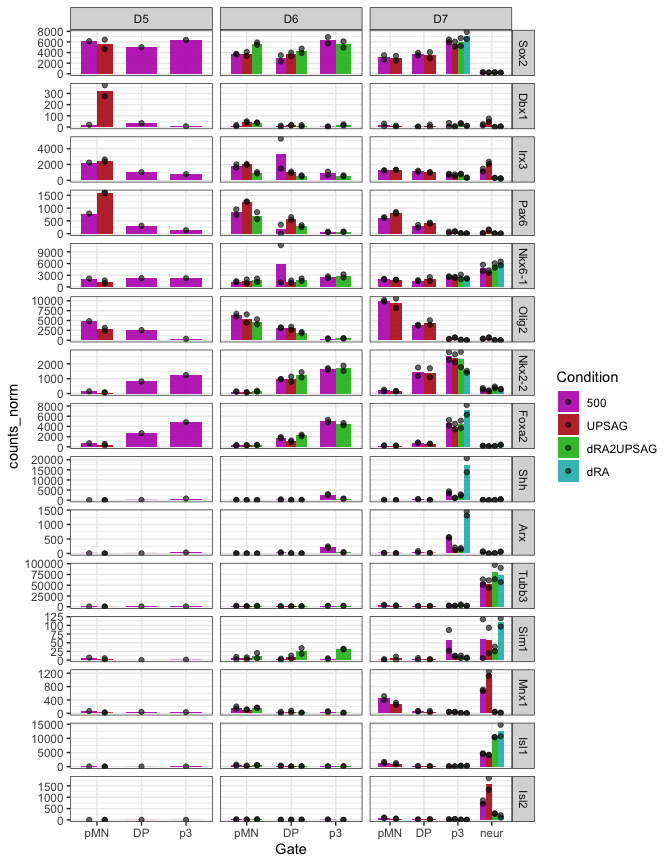 D5 D6 D7
8000
6000
4000
2000
0
Sox2
300
200
100
0
Dbx1
4000
2000
0
Irx3
1500
1000
500
0
Pax6
9000
6000
3000
0
Nkx6-1
10000
7500
5000
2500
0
Olig2
2000
1000
0
Nkx2-2
8000
6000
4000
2000
0
Foxa2
20000
15000
10000
5000
0
Shh
1500
1000
500
0
Arx
100000
75000
50000
25000
0
Tubb3
125
100
75
50
25
0
Sim1
1200
800
400
0
Mnx1
15000
10000
5000
0
Isl1
1500
1000
500
0
Isl2
pMN DP p3 pMN DP p3 pMN DP p3 neur
Gate
counts_norm
Condition
500
UPSAG
dRA2UPSAG
dRA